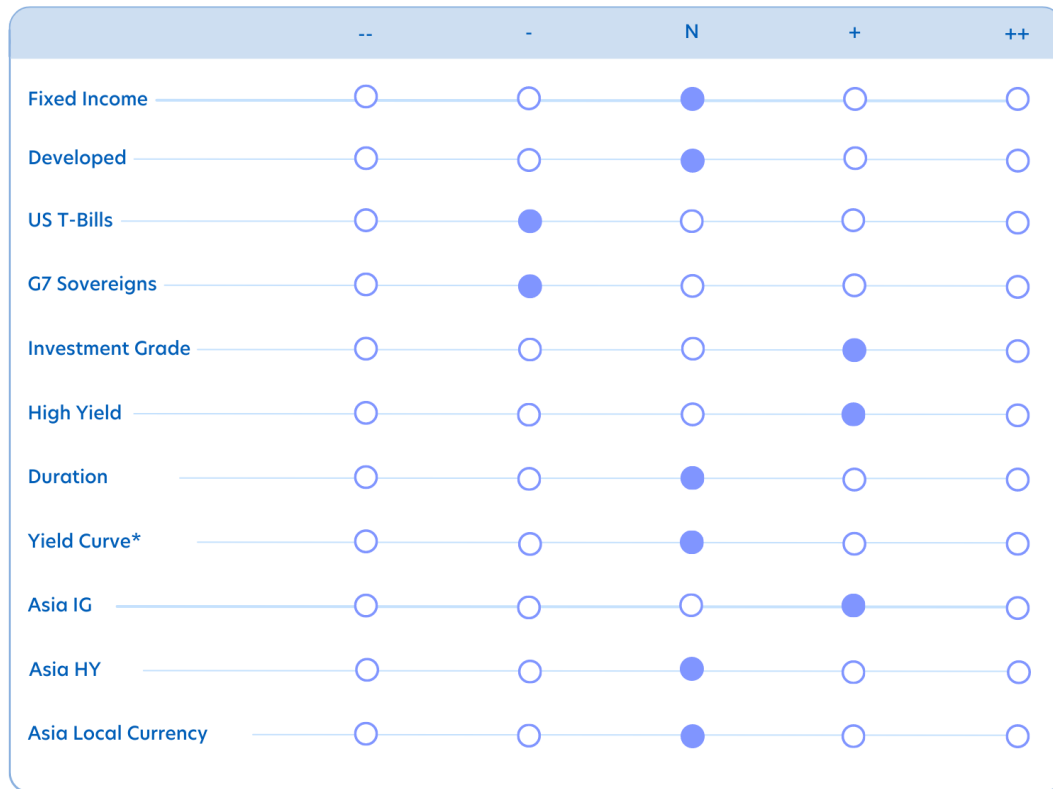 -- - N + ++
Fixed Income
Developed
US T-Bills
G7 Sovereigns
Investment Grade
High Yield
Duration
Yield Curve*
Asia IG
Asia HY
Asia Local Currency